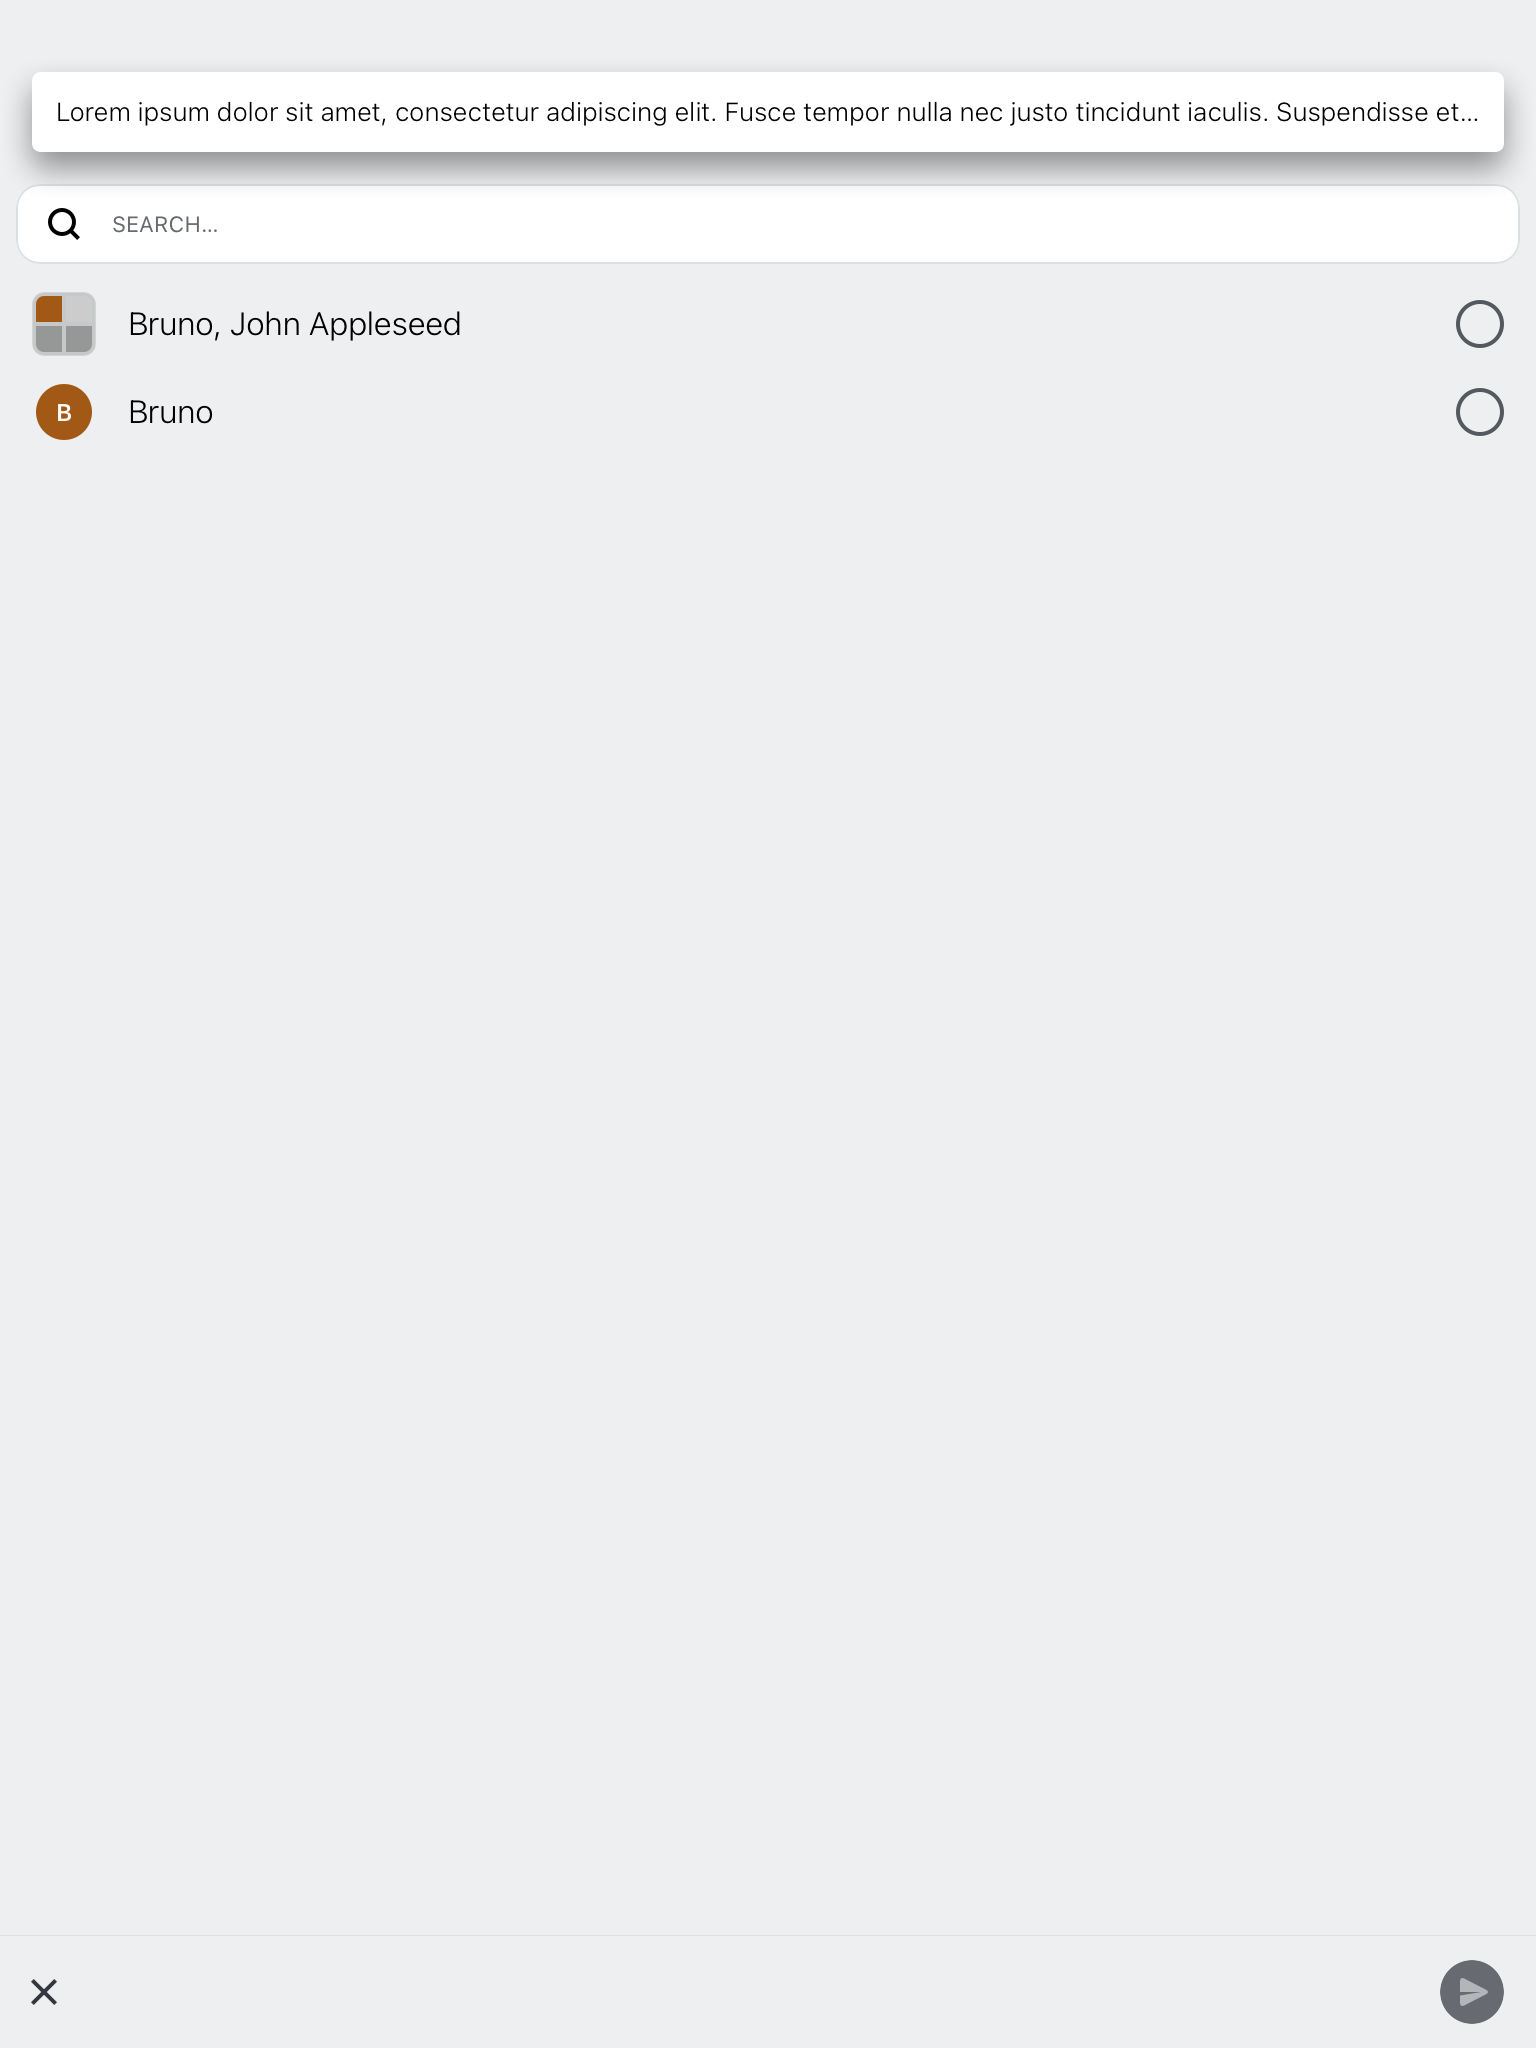 Lorem ipsum dolor sit amet, consectetur adipiscing elit. Fusce tempor nulla nec justo tincidunt iaculis. Suspendisse et...
SEARCH...
Bruno, John Appleseed
B Bruno